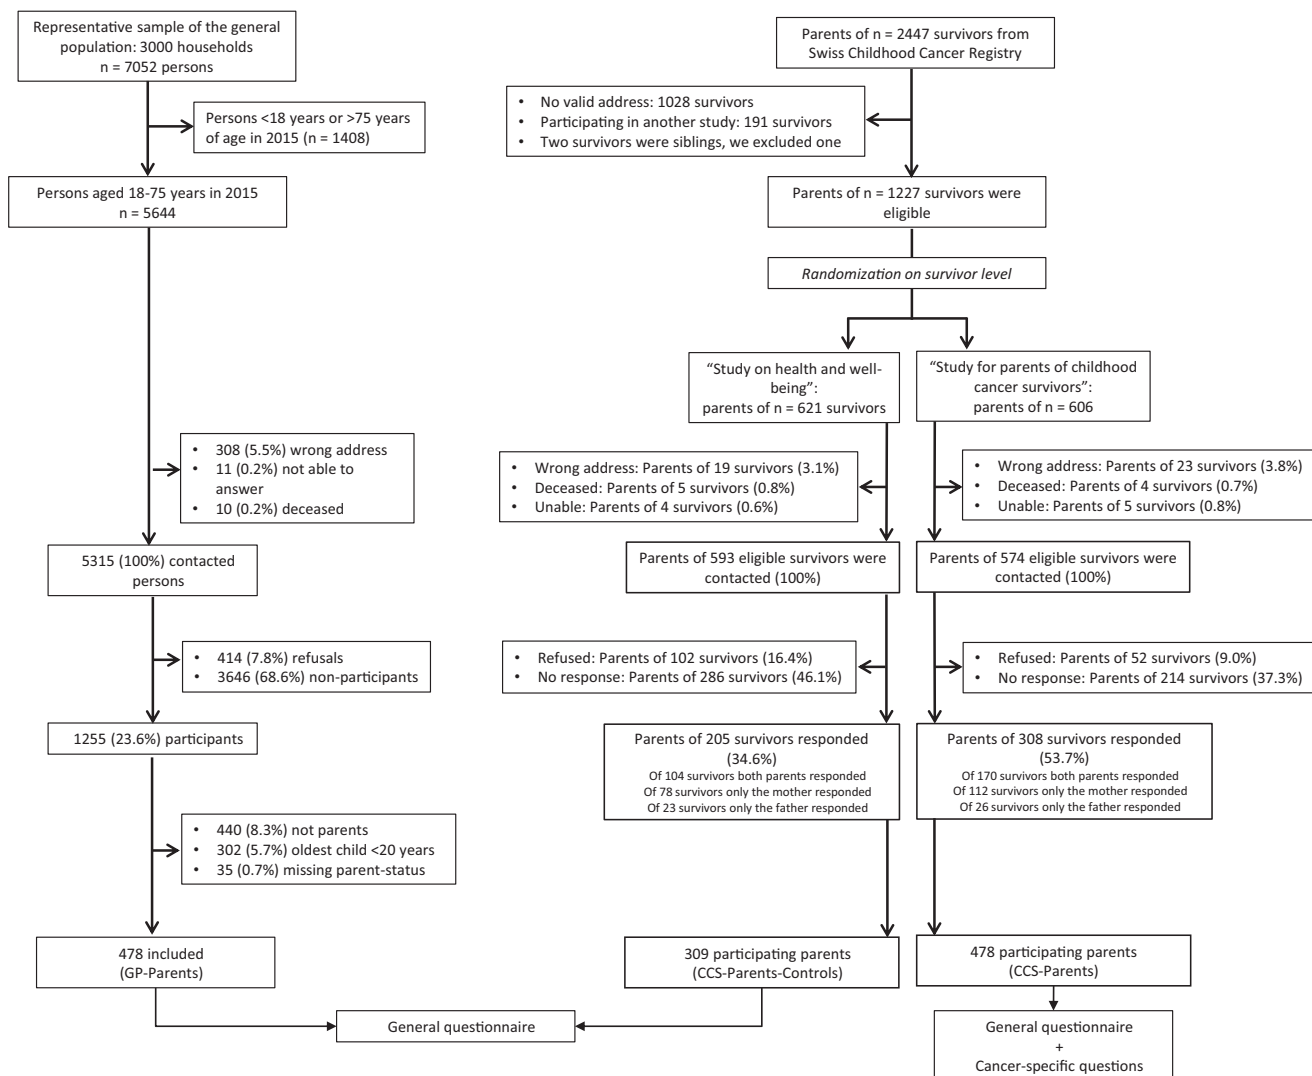 Representative sample of the general
population: 3000 households
n = 7052 persons
Persons <18 years or >75 years
of age in 2015 (n = 1408)
Persons aged 18-75 years in 2015
n = 5644
• 308 (5.5%) wrong address
• 11 (0.2%) not able to
answer
• 10 (0.2%) deceased
5315 (100%) contacted
persons
• 414 (7.8%) refusals
• 3646 (68.6%) non-participants
1255 (23.6%) participants
• 440 (8.3%) not parents
• 302 (5.7%) oldest child <20 years
• 35 (0.7%) missing parent-status
478 included
(GP-Parents)
Parents of n = 2447 survivors from
Swiss Childhood Cancer Registry
• No valid address: 1028 survivors
• Participating in another study: 191 survivors
• Two survivors were siblings, we excluded one
Parents of n = 1227 survivors were
eligible
Randomization on survivor level
“Study on health and well-
being”:
parents of n = 621 survivors
• Wrong address: Parents of 19 survivors (3.1%)
• Deceased: Parents of 5 survivors (0.8%)
• Unable: Parents of 4 survivors (0.6%)
Parents of 593 eligible survivors were
contacted (100%)
• Refused: Parents of 102 survivors (16.4%)
• No response: Parents of 286 survivors (46.1%)
Parents of 205 survivors responded
(34.6%)
Of 104 survivors both parents responded
Of 78 survivors only the mother responded
Of 23 survivors only the father responded
309 participating parents
(CCS-Parents-Controls)
General questionnaire
“Study for parents of childhood
cancer survivors”:
parents of n = 606
• Wrong address: Parents of 23 survivors (3.8%)
• Deceased: Parents of 4 survivors (0.7%)
• Unable: Parents of 5 survivors (0.8%)
Parents of 574 eligible survivors were
contacted (100%)
• Refused: Parents of 52 survivors (9.0%)
• No response: Parents of 214 survivors (37.3%)
Parents of 308 survivors responded
(53.7%)
Of 170 survivors both parents responded
Of 112 survivors only the mother responded
Of 26 survivors only the father responded
478 participating parents
(CCS-Parents)
General questionnaire
+
Cancer-specific questions